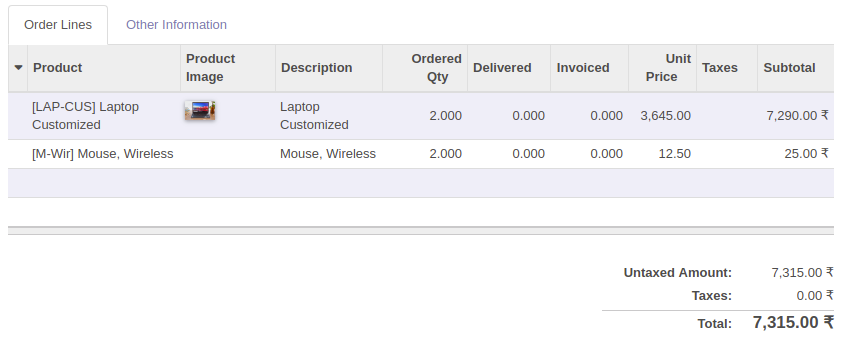 Order Lines Other Information
Product Product Image Description Ordered Qty Delivered Invoiced Unit Price Taxes Subtotal
[LAP-CUS] Laptop Customized Laptop Customized 2.000 0.000 0.000 3,645.00 7,290.00 ₹
[M-Wir] Mouse, Wireless Mouse, Wireless 2.000 0.000 0.000 12.50 25.00 ₹
Untaxed Amount: 7,315.00 ₹
Taxes: 0.00 ₹
Total: 7,315.00 ₹